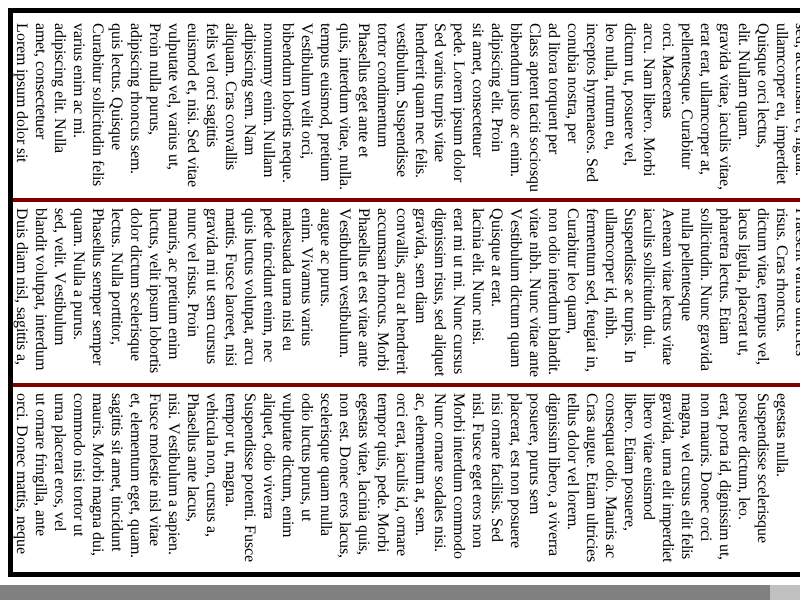 Lorem ipsum dolor sit
amet, consectetuer
adipiscing elit. Nulla
varius enim ac mi.
Curabitur sollicitudin felis
quis lectus. Quisque
adipiscing rhoncus sem.
Proin nulla purus,
vulputate vel, varius ut,
euismod et, nisi. Sed vitae
felis vel orci sagittis
aliquam. Cras convallis
adipiscing sem. Nam
nonummy enim. Nullam
bibendum lobortis neque.
Vestibulum velit orci,
tempus euismod, pretium
quis, interdum vitae, nulla.
Phasellus eget ante et
tortor condimentum
vestibulum. Suspendisse
hendrerit quam nec felis.
Sed varius turpis vitae
pede. Lorem ipsum dolor
sit amet, consectetuer
adipiscing elit. Proin
bibendum justo ac enim.
Class aptent taciti sociosqu
ad litora torquent per
conubia nostra, per
inceptos hymenaeos. Sed
leo nulla, rutrum eu,
dictum ut, posuere vel,
arcu. Nam libero. Morbi
orci. Maecenas
pellentesque. Curabitur
erat erat, ullamcorper at,
gravida vitae, iaculis vitae,
elit. Nullam quam.
Quisque orci lectus,
ullamcorper eu, imperdiet
Duis diam nisl, sagittis a,
blandit volutpat, interdum
sed, velit. Vestibulum
quam. Nulla a purus.
Phasellus semper semper
lectus. Nulla porttitor,
dolor dictum scelerisque
luctus, velit ipsum lobortis
mauris, ac pretium enim
nunc vel risus. Proin
gravida mi ut sem cursus
mattis. Fusce laoreet, nisi
quis luctus volutpat, arcu
pede tincidunt enim, nec
malesuada urna nisl eu
enim. Vivamus varius
augue ac purus.
Vestibulum vestibulum.
Phasellus et est vitae ante
accumsan rhoncus. Morbi
convallis, arcu at hendrerit
gravida, sem diam
dignissim risus, sed aliquet
erat mi ut mi. Nunc cursus
lacinia elit. Nunc nisi.
Quisque at erat.
Vestibulum dictum quam
vitae nibh. Nunc vitae ante
non odio interdum blandit.
Curabitur leo quam,
fermentum sed, feugiat in,
ullamcorper id, nibh.
Suspendisse ac turpis. In
iaculis sollicitudin dui.
Aenean vitae lectus vitae
nulla pellentesque
sollicitudin. Nunc gravida
pharetra lectus. Etiam
lacus ligula, placerat ut,
dictum vitae, tempus vel,
risus. Cras rhoncus.
orci. Donec mattis, neque
ut ornare fringilla, ante
urna placerat eros, vel
commodo nisi tortor ut
mauris. Morbi magna dui,
sagittis sit amet, tincidunt
et, elementum eget, quam.
Fusce molestie nisl vitae
nisi. Vestibulum a sapien.
Phasellus ante lacus,
vehicula non, cursus a,
tempor ut, magna.
Suspendisse potenti. Fusce
aliquet, odio viverra
vulputate dictum, enim
odio luctus purus, ut
scelerisque quam nulla
non est. Donec eros lacus,
egestas vitae, lacinia quis,
tempor quis, pede. Morbi
orci erat, iaculis id, ornare
ac, elementum at, sem.
Nunc ornare sodales nisi.
Morbi interdum commodo
nisl. Fusce eget eros non
nisi ornare facilisis. Sed
placerat, est non posuere
posuere, purus sem
dignissim libero, a viverra
tellus dolor vel lorem.
Cras augue. Etiam ultricies
consequat odio. Mauris ac
libero. Etiam posuere,
libero vitae euismod
gravida, urna elit imperdiet
magna, vel cursus elit felis
non mauris. Donec orci
erat, porta id, dignissim ut,
posuere dictum, leo.
Suspendisse scelerisque
egestas nulla.